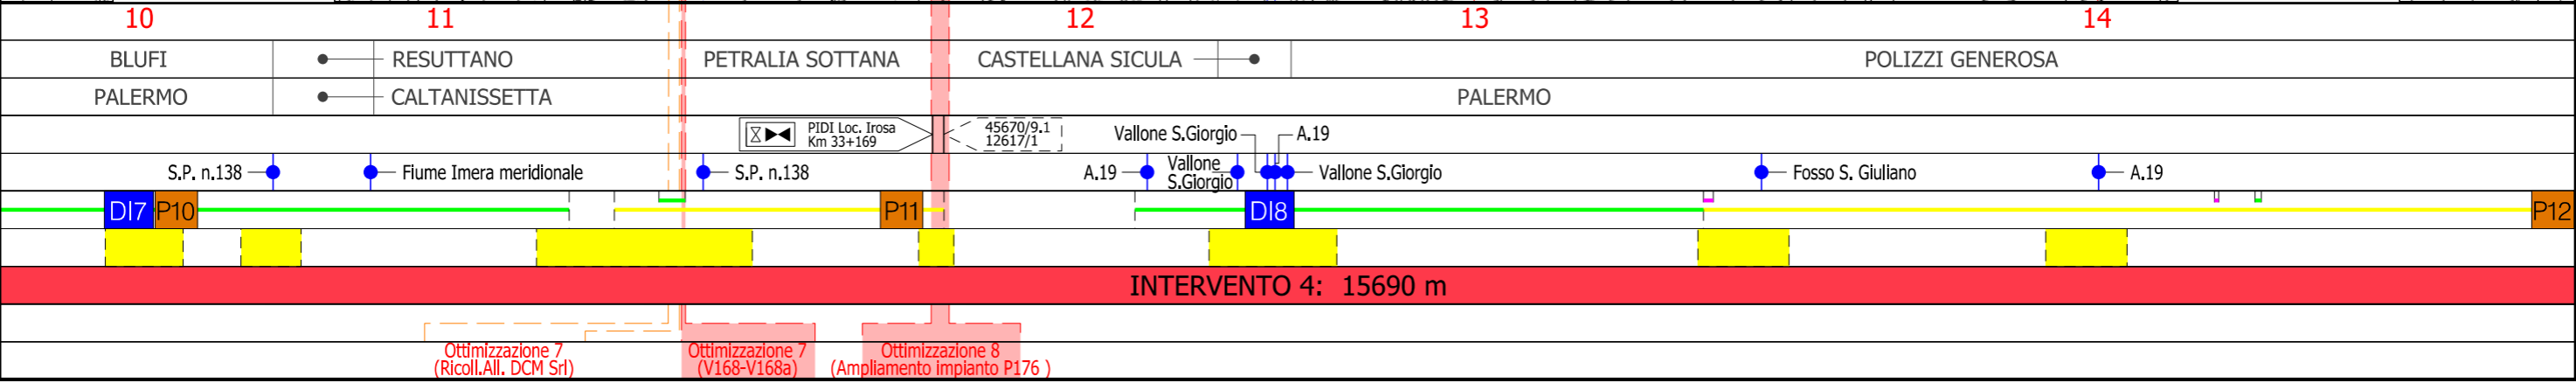 10 11 12 13 14
BLUFI RESUTTANO PETRALIA SOTTANA CASTELLANA SICULA POLIZZI GENEROSA
PALERMO CALTANISSETTA PALERMO
PIDI Loc. Irosa
Km 33+169
45670/9.1
12617/1
Vallone S.Giorgio A.19
S.P. n.138 Fiume Imera meridionale S.P. n.138 A.19 Vallone
S.Giorgio
Vallone S.Giorgio Fosso S. Giuliano A.19
DI7 P10 P11 DI8 P12
INTERVENTO 4: 15690 m
Ottimizzazione 7
(Ricoll.All. DCM Srl)
Ottimizzazione 7
(V168-V168a)
Ottimizzazione 8
(Ampliamento impianto P176 )